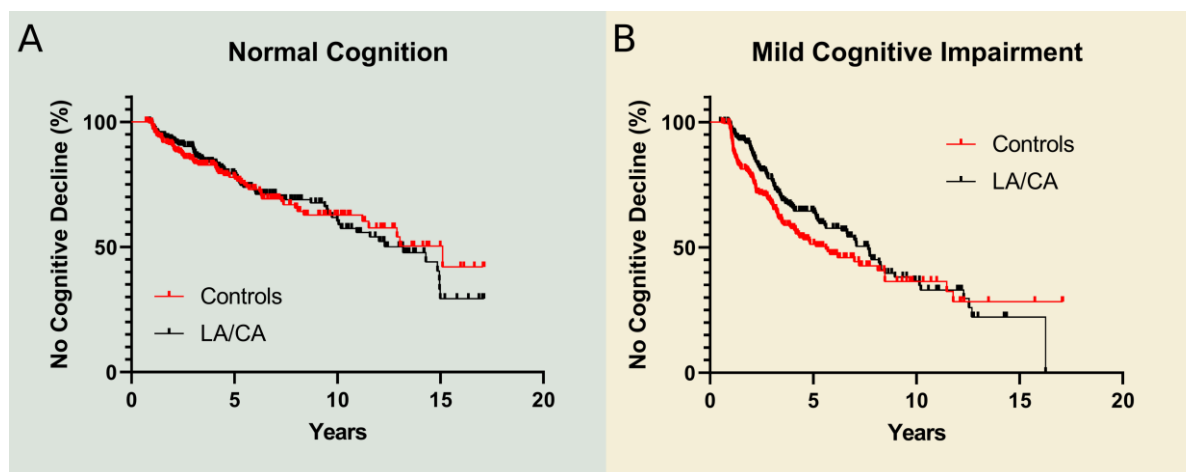 A
Normal Cognition
No Cognitive Decline (%)
100
50
0
Controls
LA/CA
0 5 10 15 20
Years
B
Mild Cognitive Impairment
No Cognitive Decline (%)
100
50
0
Controls
LA/CA
0 5 10 15 20
Years